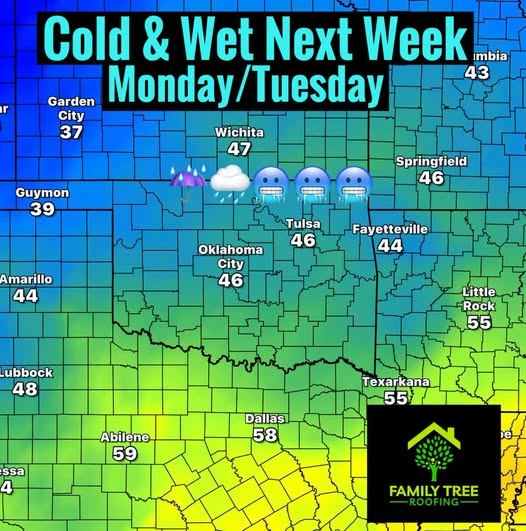 Cold & Wet Next Week
Monday/Tuesday
43
Garden
City
37
Wichita
47
Springfield
46
Guymon
39
Tulsa
46
Fayetteville
44
Oklahoma
City
46
Amarillo
44
Little
Rock
55
Lubbock
48
Texarkana
55
Dallas
58
Abilene
59
FAMILY TREE
ROOFING